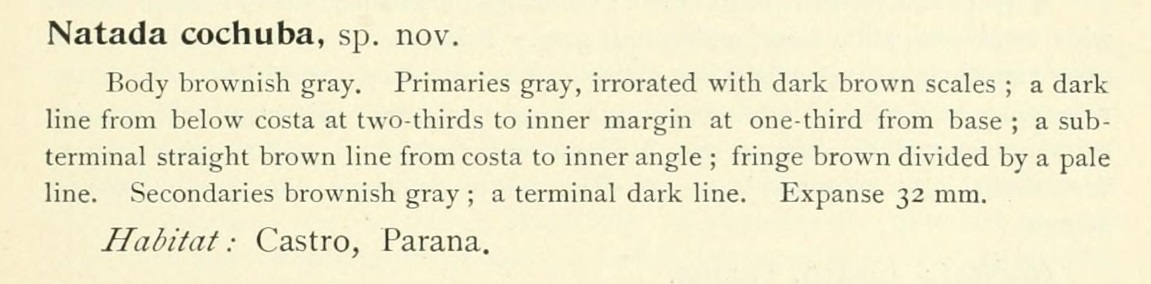 Natada cochuba, sp. nov.
Body brownish gray. Primaries gray, irrorated with dark brown scales ; a dark
line from below costa at two-thirds to inner margin at one-third from base ; a sub-
terminal straight brown line from costa to inner angle ; fringe brown divided by a pale
line. Secondaries brownish gray ; a terminal dark line. Expanse 32 mm.
Habitat : Castro, Parana.